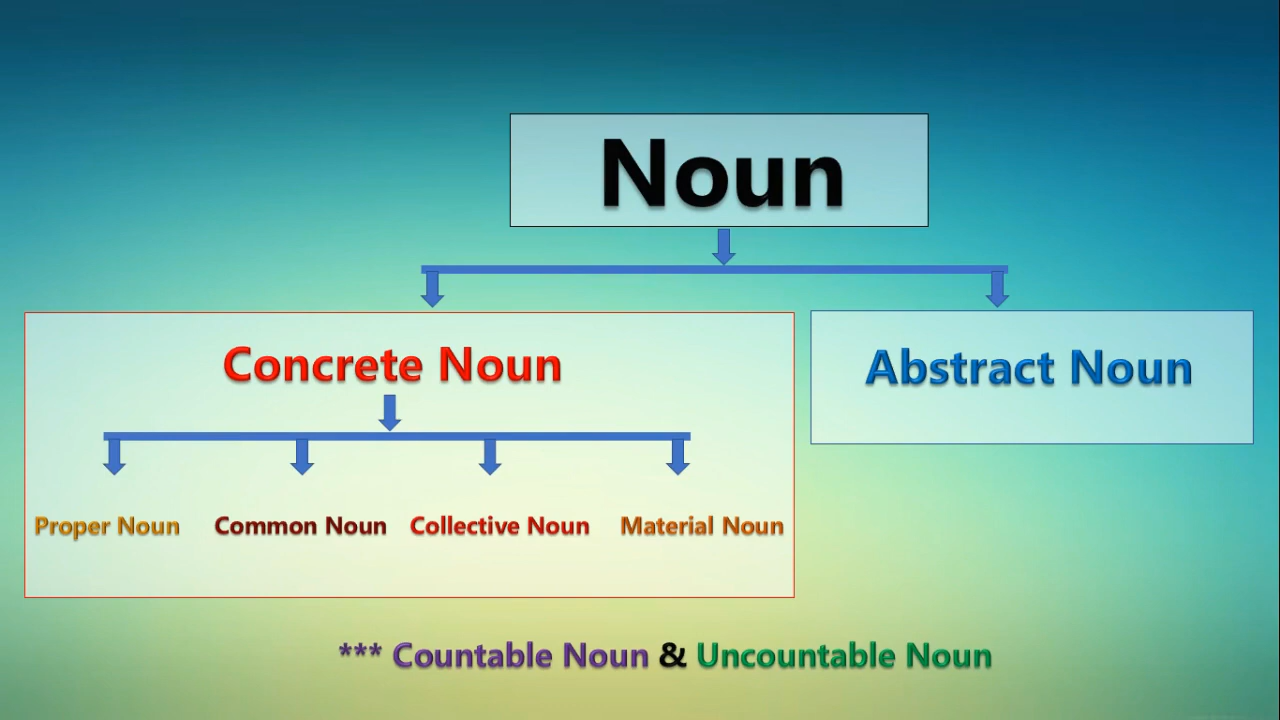 Noun
Concrete Noun
Abstract Noun
Proper Noun
Common Noun
Collective Noun
Material Noun
*** Countable Noun & Uncountable Noun